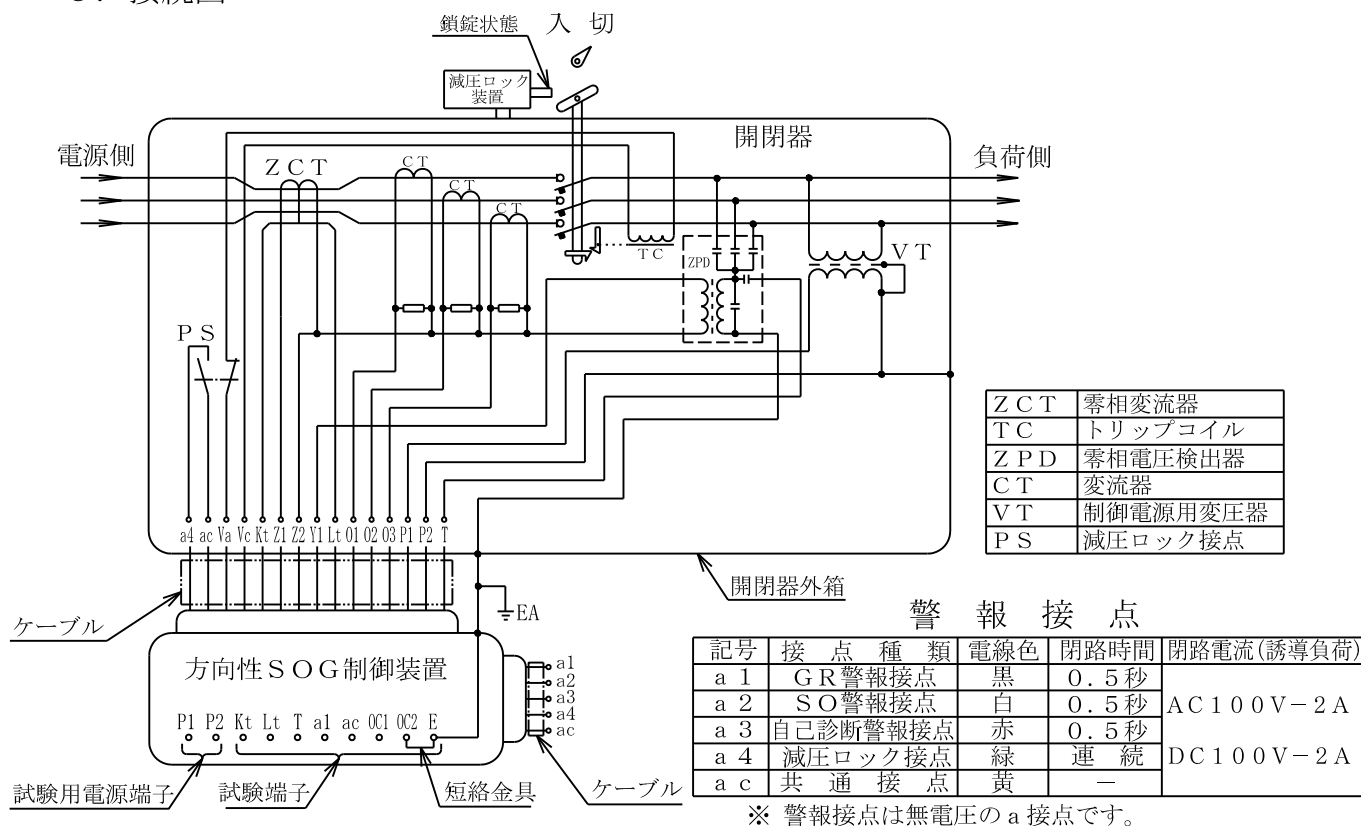 鎖錠状態
入 切
減圧ロック
装置
開閉器
電源側
負荷側
ZCT
CT
CT
CT
TC
ZPD
VT
PS
ZCT 零相変流器
TC トリップコイル
ZPD 零相電圧検出器
CT 変流器
VT 制御電源用変圧器
PS 減圧ロック接点
a4 ac Va Vc Kt Z1 Z2 Y1 Lt O1 O2 O3 P1 P2 T
開閉器外箱
EA
ケーブル
方向性SOG制御装置
a1
a2
a3
a4
ac
P1 P2 Kt Lt T a1 ac OC1 OC2 E
試験用電源端子
試験端子
短絡金具
ケーブル
警報接点
記号 接点種類 電線色 閉路時間 閉路電流(誘導負荷)
a1 GR警報接点 黒 0.5秒
a2 SO警報接点 白 0.5秒 AC100V-2A
a3 自己診断警報接点 赤 0.5秒
a4 減圧ロック接点 緑 連続 DC100V-2A
ac 共通接点 黄 －
※ 警報接点は無電圧のa接点です。